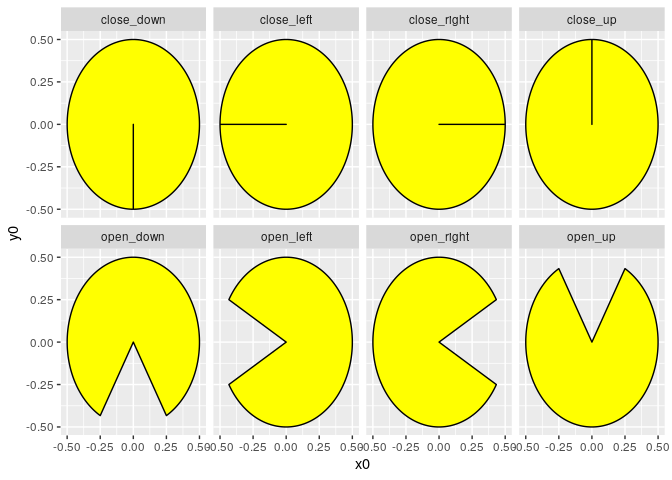 close_down close_left close_right close_up
0.50
0.25
0.00
-0.25
-0.50
open_down open_left open_right open_up
0.50
0.25
0.00
-0.25
-0.50
y0
-0.50 -0.25 0.00 0.25 0.50 -0.50 -0.25 0.00 0.25 0.50 -0.50 -0.25 0.00 0.25 0.50 -0.50 -0.25 0.00 0.25 0.50
x0